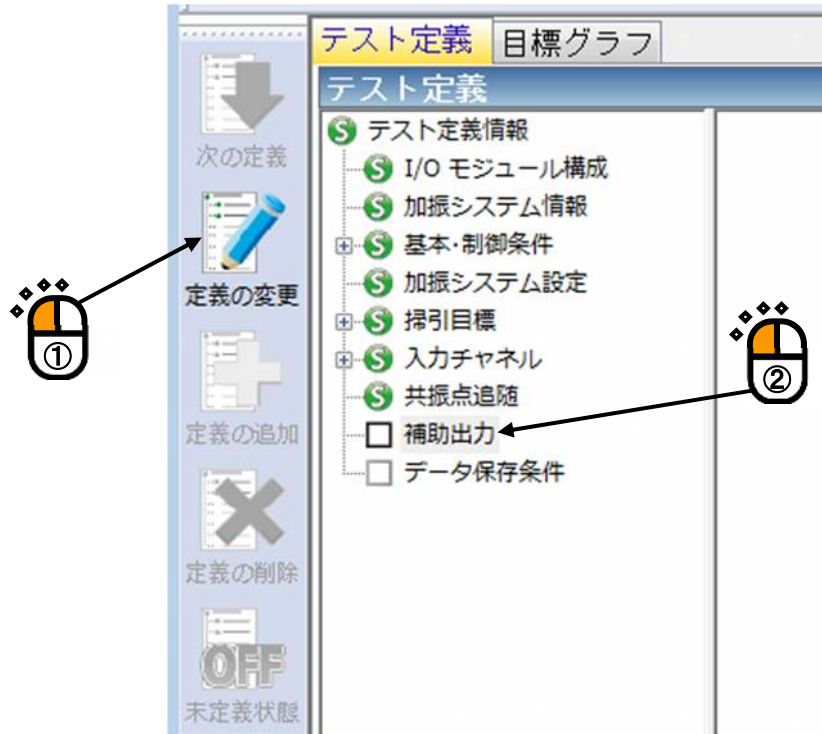 テスト定義 目標グラフ
テスト定義
次の定義
定義の変更
定義の追加
定義の削除
OFF
未定義状態
S テスト定義情報
S I/O モジュール構成
S 加振システム情報
S 基本・制御条件
S 加振システム設定
S 掃引目標
S 入力チャネル
S 共振点追随
補助出力
データ保存条件
①
②